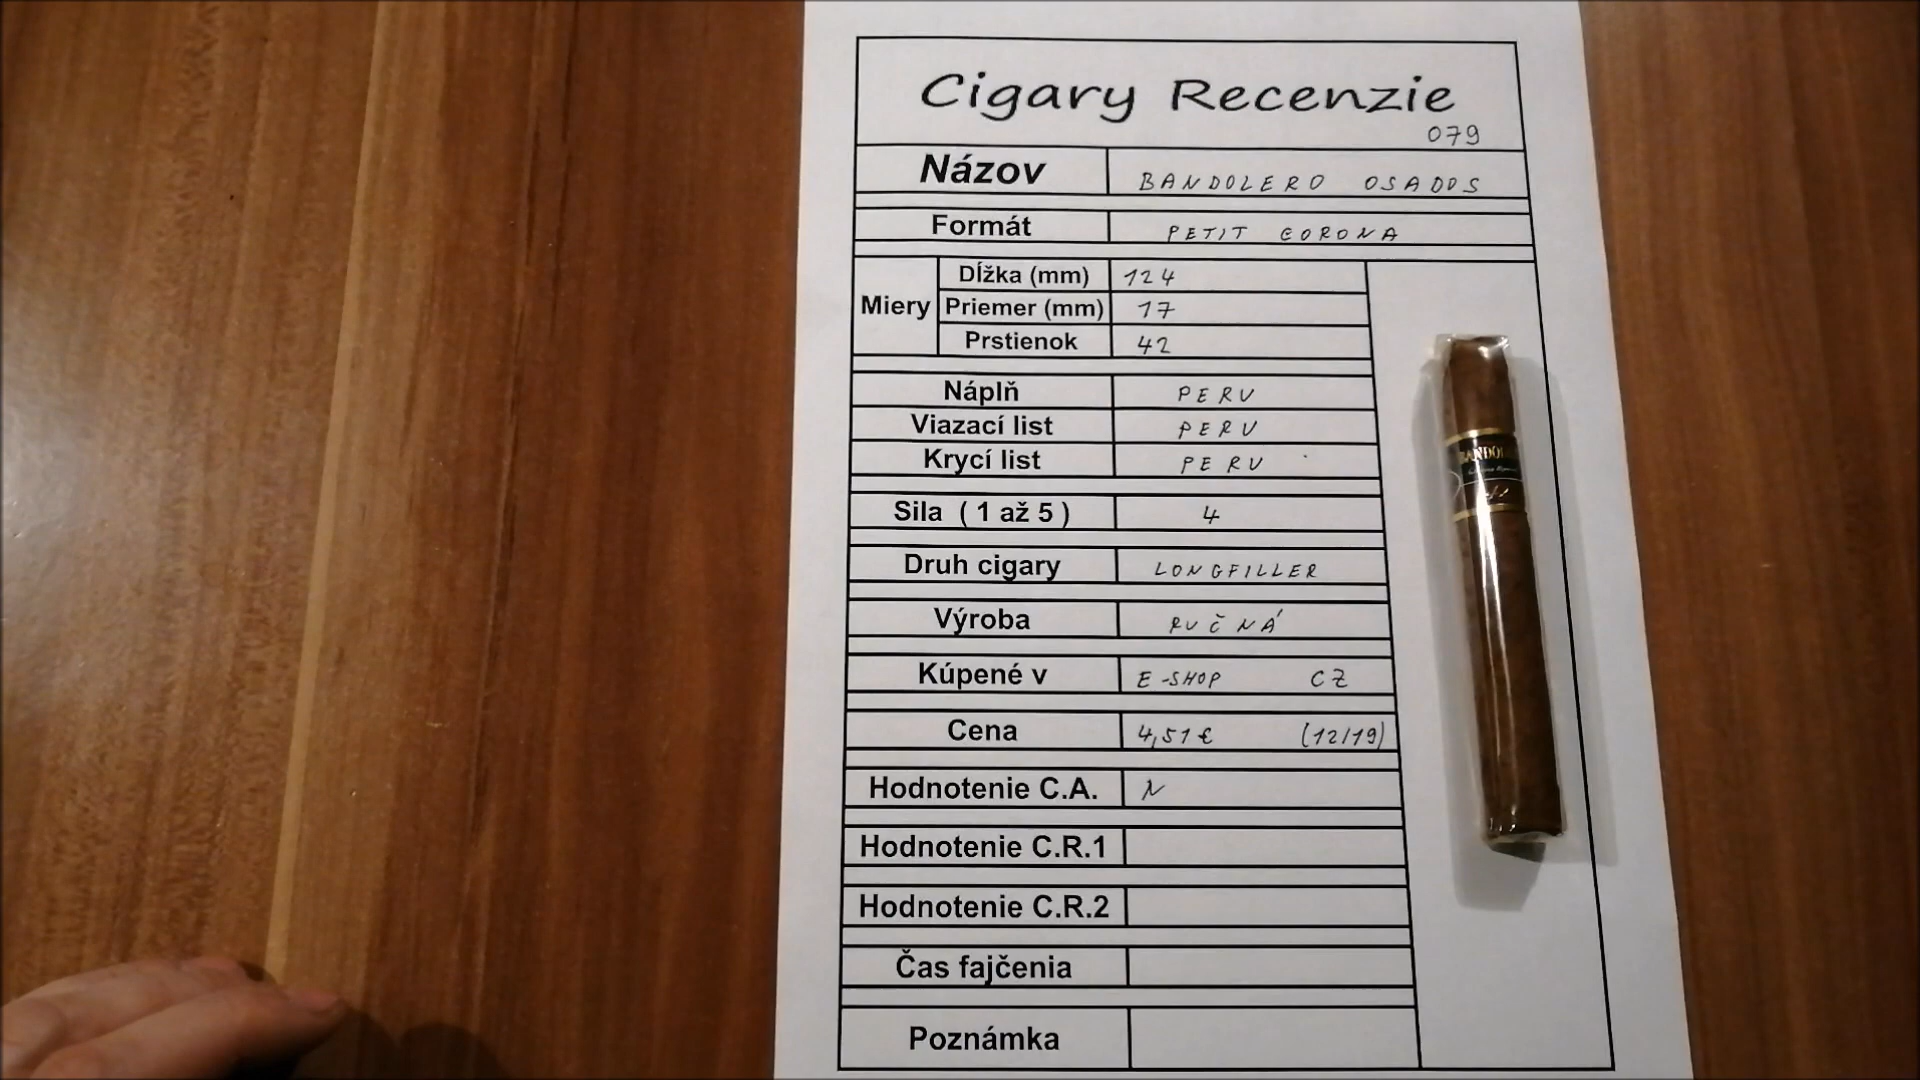 Cigary Recenzie
079
Názov BANDOLERO OSADOS
Formát PETIT CORONA
Miery
Dĺžka (mm) 124
Priemer (mm) 17
Prstienok 42
Náplň PERU
Viazací list PERU
Krycí list PERU
Sila ( 1 až 5 ) 4
Druh cigary LONGFILLER
Výroba RUČNÁ
Kúpené v E-SHOP CZ
Cena 4,51€ (12/19)
Hodnotenie C.A. N
Hodnotenie C.R.1
Hodnotenie C.R.2
Čas fajčenia
Poznámka
BANDOL